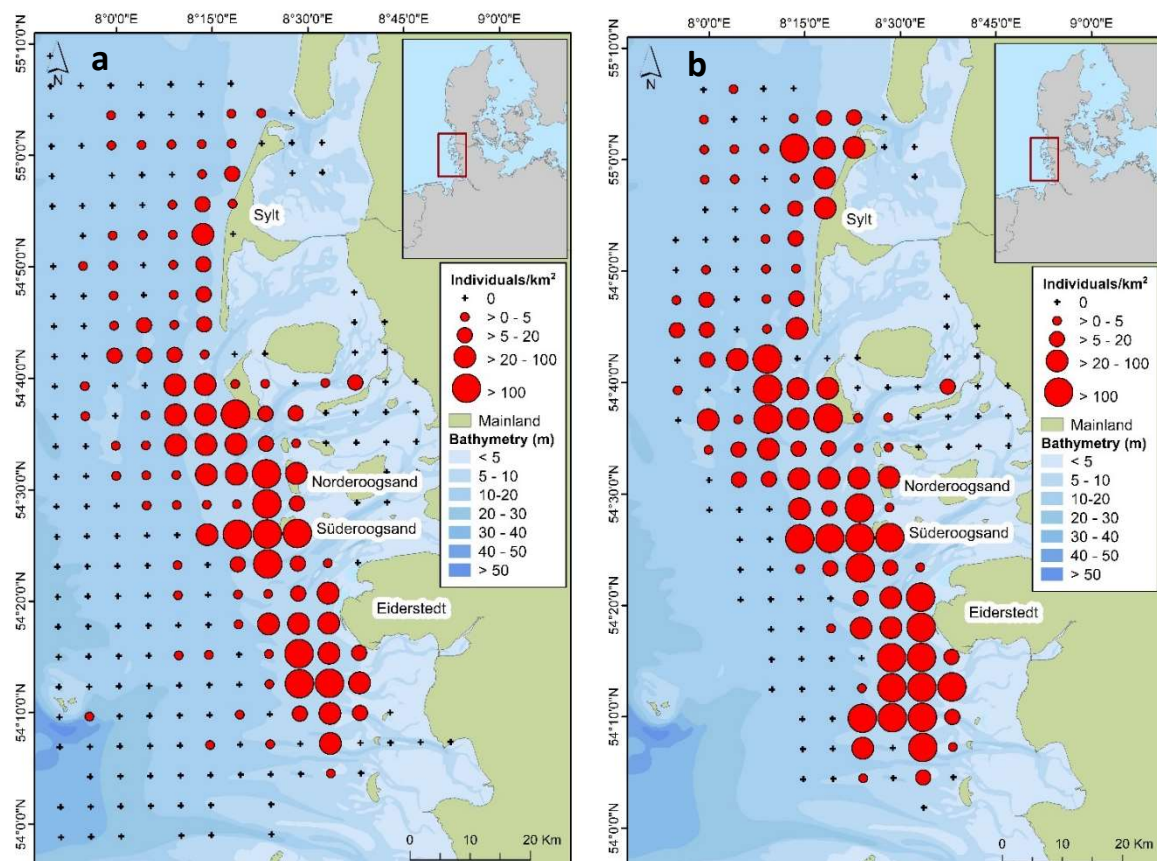 8°0'0"E 8°15'0"E 8°30'0"E 8°45'0"E 9°0'0"E
a
N
55°10'0"N
55°0'0"N
54°50'0"N
54°40'0"N
54°30'0"N
54°20'0"N
54°10'0"N
54°0'0"N
Sylt
Norderoogsand
Süderoogsand
Eiderstedt
Individuals/km²
0
> 0 - 5
> 5 - 20
> 20 - 100
> 100
Mainland
Bathymetry (m)
< 5
5 - 10
10-20
20 - 30
30 - 40
40 - 50
> 50
0 10 20 Km
8°0'0"E 8°15'0"E 8°30'0"E 8°45'0"E 9°0'0"E
b
N
55°10'0"N
55°0'0"N
54°50'0"N
54°40'0"N
54°30'0"N
54°20'0"N
54°10'0"N
54°0'0"N
Sylt
Norderoogsand
Süderoogsand
Eiderstedt
Individuals/km²
0
> 0 - 5
> 5 - 20
> 20 - 100
> 100
Mainland
Bathymetry (m)
< 5
5 - 10
10-20
20 - 30
30 - 40
40 - 50
> 50
0 10 20 Km